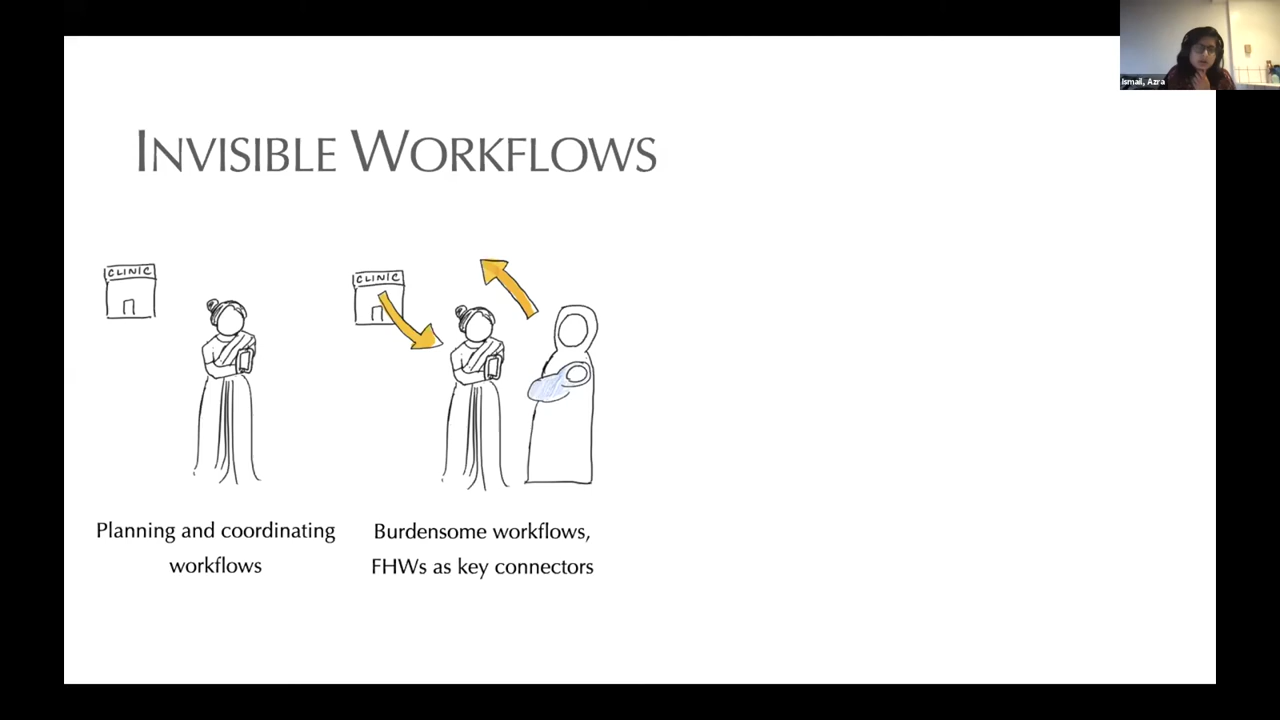 Ismail, Azra
INVISIBLE WORKFLOWS
CLINIC
CLINIC
Planning and coordinating
workflows
Burdensome workflows,
FHWs as key connectors